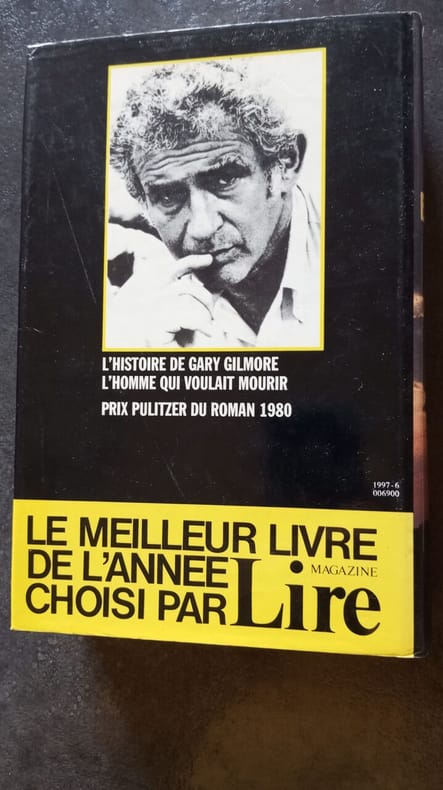 L'HISTOIRE DE GARY GILMORE
L'HOMME QUI VOULAIT MOURIR
PRIX PULITZER DU ROMAN 1980
1997-6
006900
LE MEILLEUR LIVRE
DE L'ANNEE
MAGAZINE
CHOISI PAR Lire